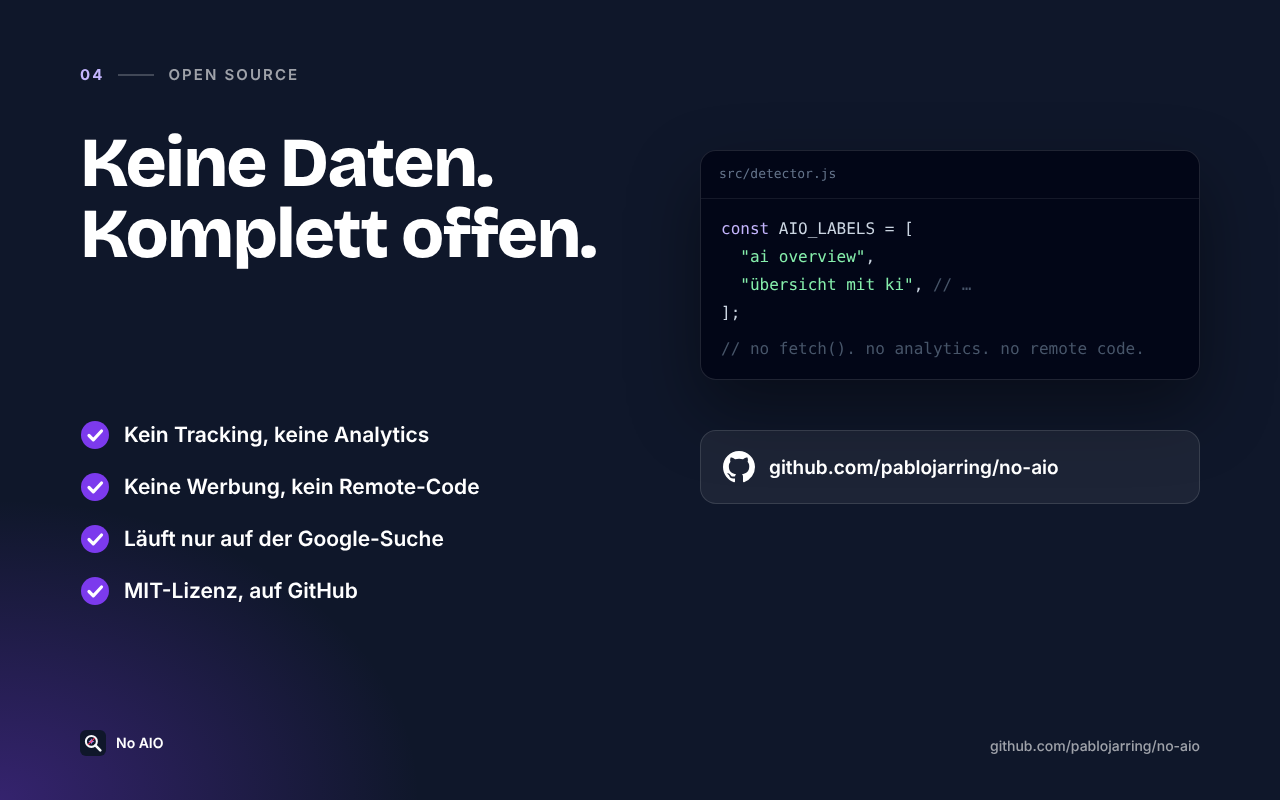 04 OPEN SOURCE
Keine Daten.
Komplett offen.
Kein Tracking, keine Analytics
Keine Werbung, kein Remote-Code
Läuft nur auf der Google-Suche
MIT-Lizenz, auf GitHub
src/detector.js
const AIO_LABELS = [
"ai overview",
"übersicht mit ki", // …
];
// no fetch(). no analytics. no remote code.
github.com/pablojarring/no-aio
No AIO
github.com/pablojarring/no-aio